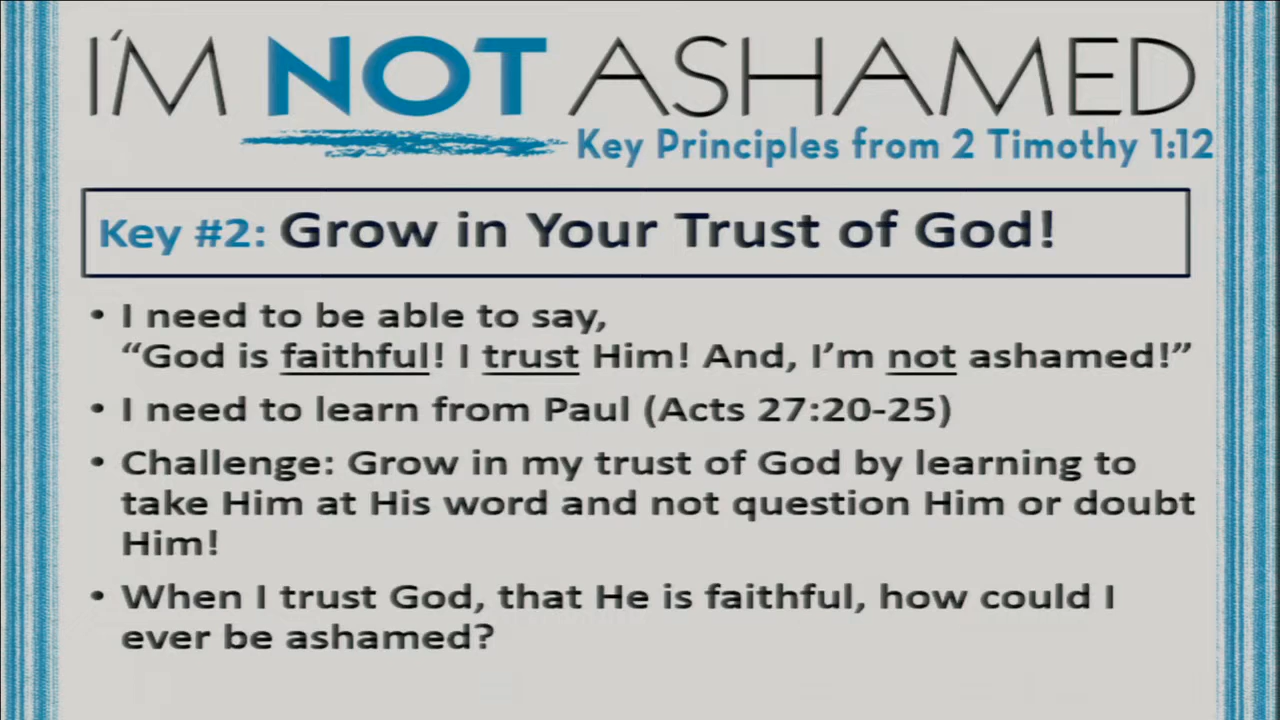 I'M NOT ASHAMED
Key Principles from 2 Timothy 1:12
Key #2: Grow in Your Trust of God!
• I need to be able to say,
“God is faithful! I trust Him! And, I’m not ashamed!”
• I need to learn from Paul (Acts 27:20-25)
• Challenge: Grow in my trust of God by learning to
take Him at His word and not question Him or doubt
Him!
• When I trust God, that He is faithful, how could I
ever be ashamed?